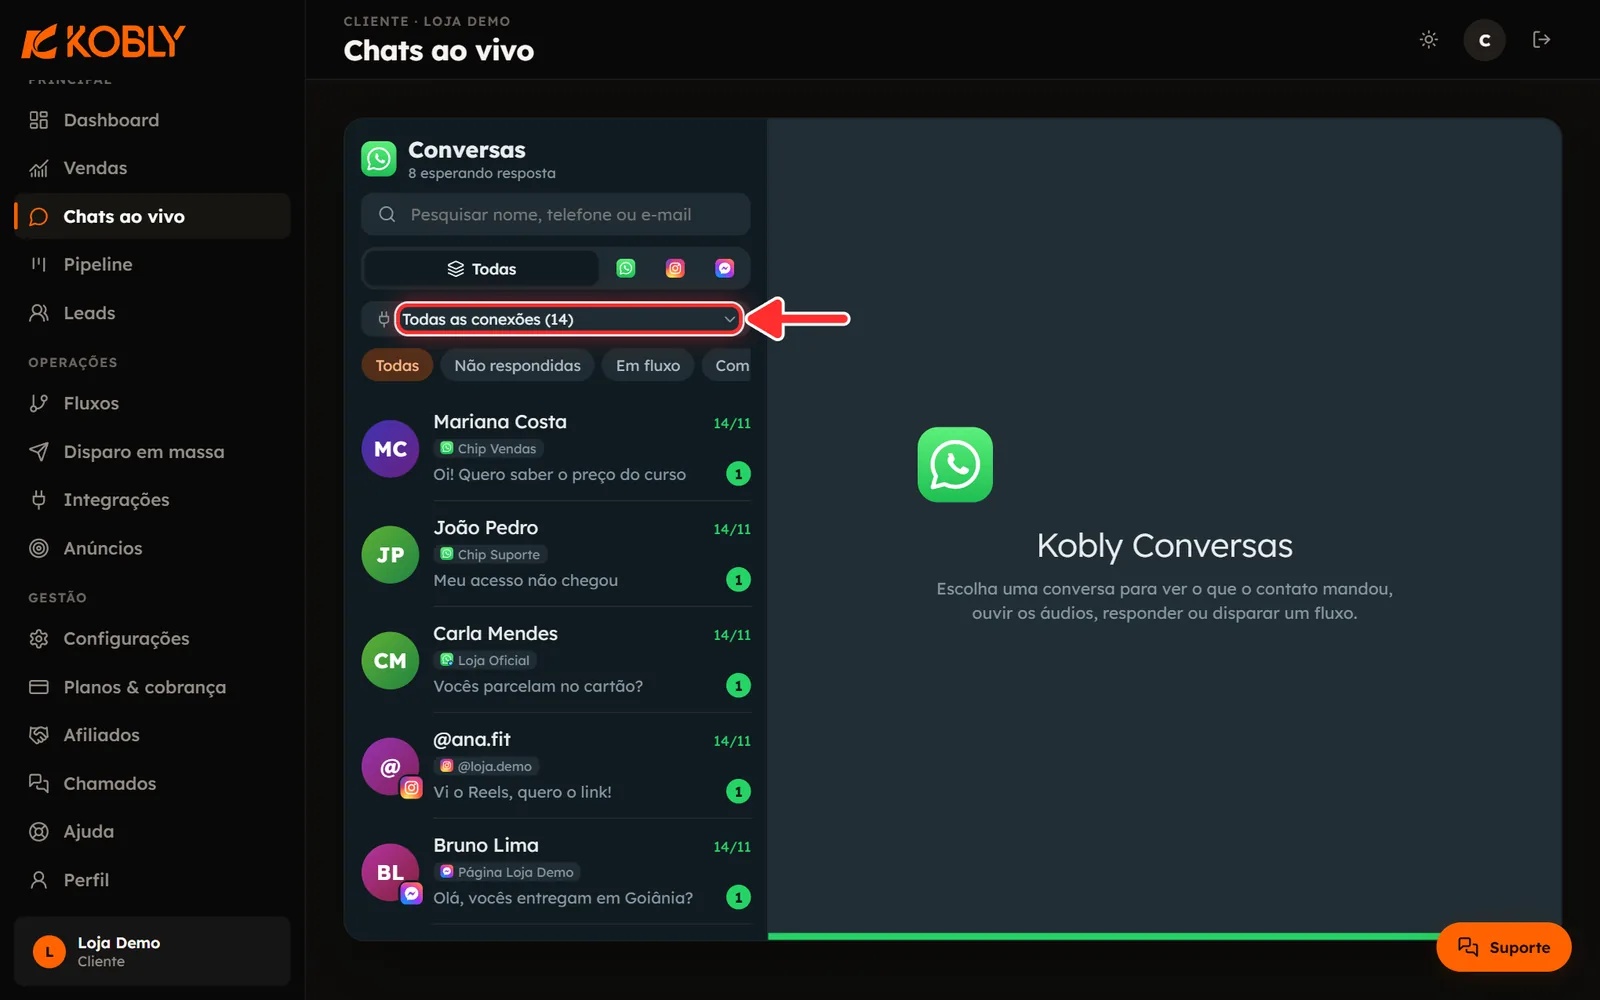 KOBLY
PRINCIPAL
Dashboard
Vendas
Chats ao vivo
Pipeline
Leads
OPERAÇÕES
Fluxos
Disparo em massa
Integrações
Anúncios
GESTÃO
Configurações
Planos & cobrança
Afiliados
Chamados
Ajuda
Perfil
L
Loja Demo
Cliente
CLIENTE · LOJA DEMO
Chats ao vivo
C
Conversas
8 esperando resposta
Pesquisar nome, telefone ou e-mail
Todas
Todas as conexões (14)
Todas
Não respondidas
Em fluxo
Com
MC
Mariana Costa
14/11
Chip Vendas
Oi! Quero saber o preço do curso
1
JP
João Pedro
14/11
Chip Suporte
Meu acesso não chegou
1
CM
Carla Mendes
14/11
Loja Oficial
Vocês parcelam no cartão?
1
@
@ana.fit
14/11
@loja.demo
Vi o Reels, quero o link!
1
BL
Bruno Lima
14/11
Página Loja Demo
Olá, vocês entregam em Goiânia?
1
Kobly Conversas
Escolha uma conversa para ver o que o contato mandou,
ouvir os áudios, responder ou disparar um fluxo.
Suporte